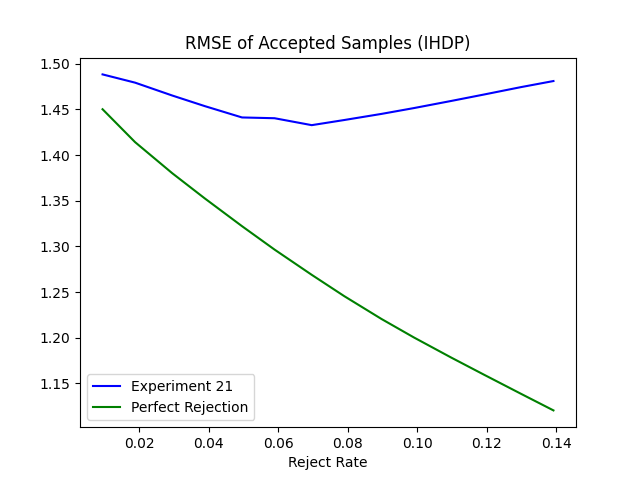 RMSE of Accepted Samples (IHDP)
1.50
1.45
1.40
1.35
1.30
1.25
1.20
1.15
Experiment 21
Perfect Rejection
0.02 0.04 0.06 0.08 0.10 0.12 0.14
Reject Rate